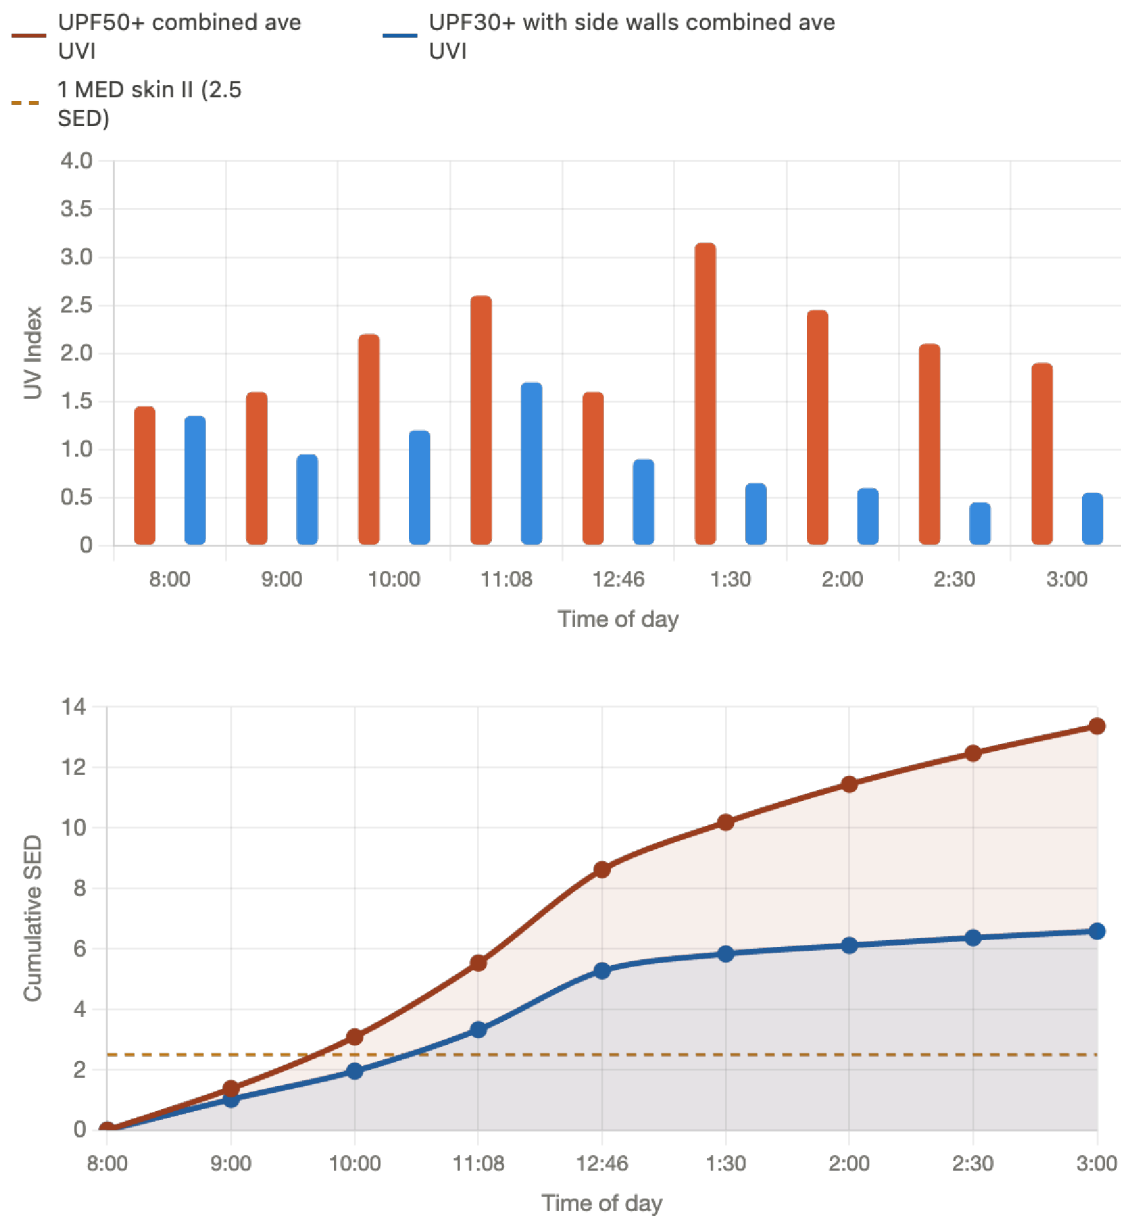 UPF50+ combined ave
UVI
UPF30+ with side walls combined ave
UVI
1 MED skin II (2.5
SED)
4.0
3.5
3.0
2.5
2.0
1.5
1.0
0.5
0
UV Index
8:00 9:00 10:00 11:08 12:46 1:30 2:00 2:30 3:00
Time of day
14
12
10
8
6
4
2
0
Cumulative SED
8:00 9:00 10:00 11:08 12:46 1:30 2:00 2:30 3:00
Time of day